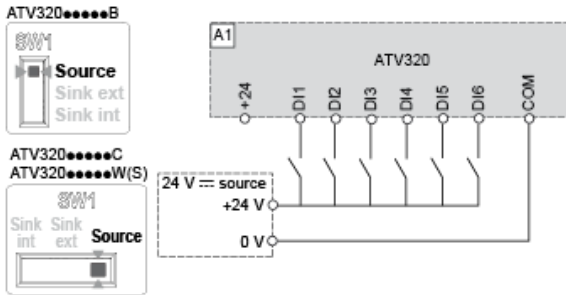 ATV320●●●●●B
SW1
Source
Sink ext
Sink int
ATV320●●●●●C
ATV320●●●●●W(S)
SW1
Sink int
Sink ext
Source
A1
ATV320
+24
DI1
DI2
DI3
DI4
DI5
DI6
COM
24 V ⎓ source
+24 V
0 V